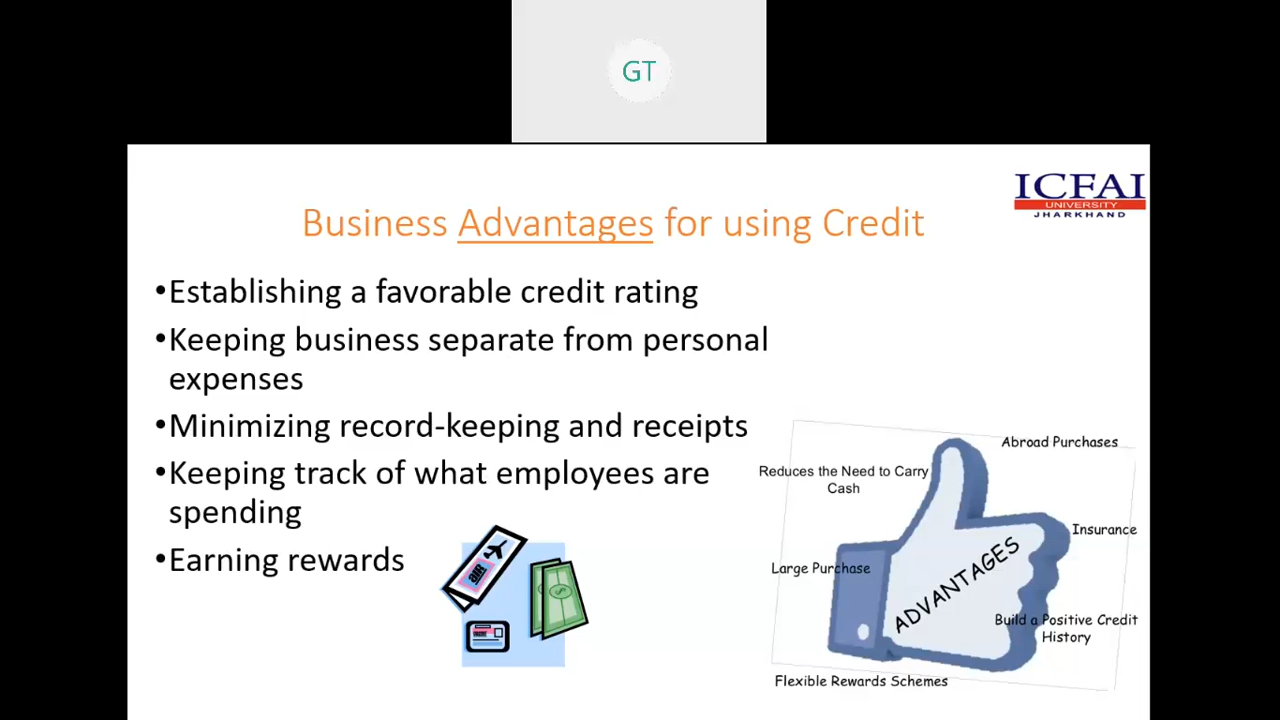 GT
ICFAI
UNIVERSITY
JHARKHAND
Business Advantages for using Credit
•Establishing a favorable credit rating
•Keeping business separate from personal
expenses
•Minimizing record-keeping and receipts
•Keeping track of what employees are
spending
•Earning rewards
AIR
Abroad Purchases
Reduces the Need to Carry
Cash
Insurance
Large Purchase
ADVANTAGES
Build a Positive Credit
History
Flexible Rewards Schemes